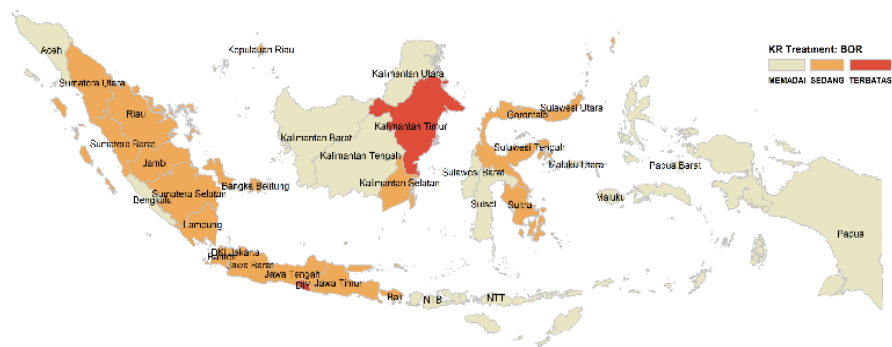 Aceh
Kepulauan Riau
KR Treatment: BOR
MEMADAI SEDANG TERBATAS
Sumatera Utara
Kalimantan Utara
Riau
Sulawesi Utara
Gorontalo
Kalimantan Timur
Kalimantan Barat
Sumatera Barat
Sulawesi Tengah
Jambi
Kalimantan Tengah
Maluku Utara
Papua Barat
Sulawesi Barat
Kalimantan Selatan
Bangka Belitung
Sumatera Selatan
Bengkulu
Sulsel
Sultra
Maluku
Lampung
Papua
DKI Jakarta
Banten
Jawa Barat
Jawa Tengah
DIY
Jawa Timur
Bali
NTB
NTT